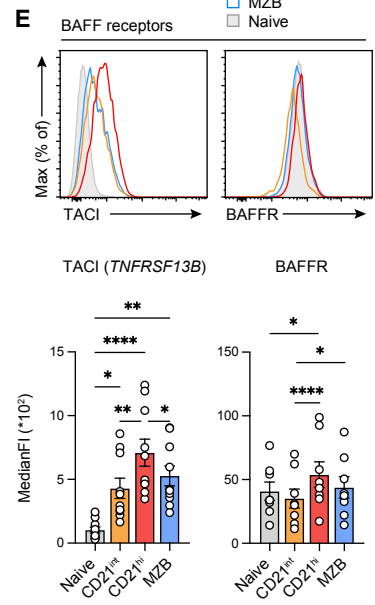 E
MZB
Naive
BAFF receptors
Max (% of)
TACI
BAFFR
TACI (TNFRSF13B)
BAFFR
**
****
*
**
*
*
*
****
MedianFI (*10²)
15
10
5
0
150
100
50
0
Naive
CD21ⁱⁿᵗ
CD21ʰⁱ
MZB
Naive
CD21ⁱⁿᵗ
CD21ʰⁱ
MZB